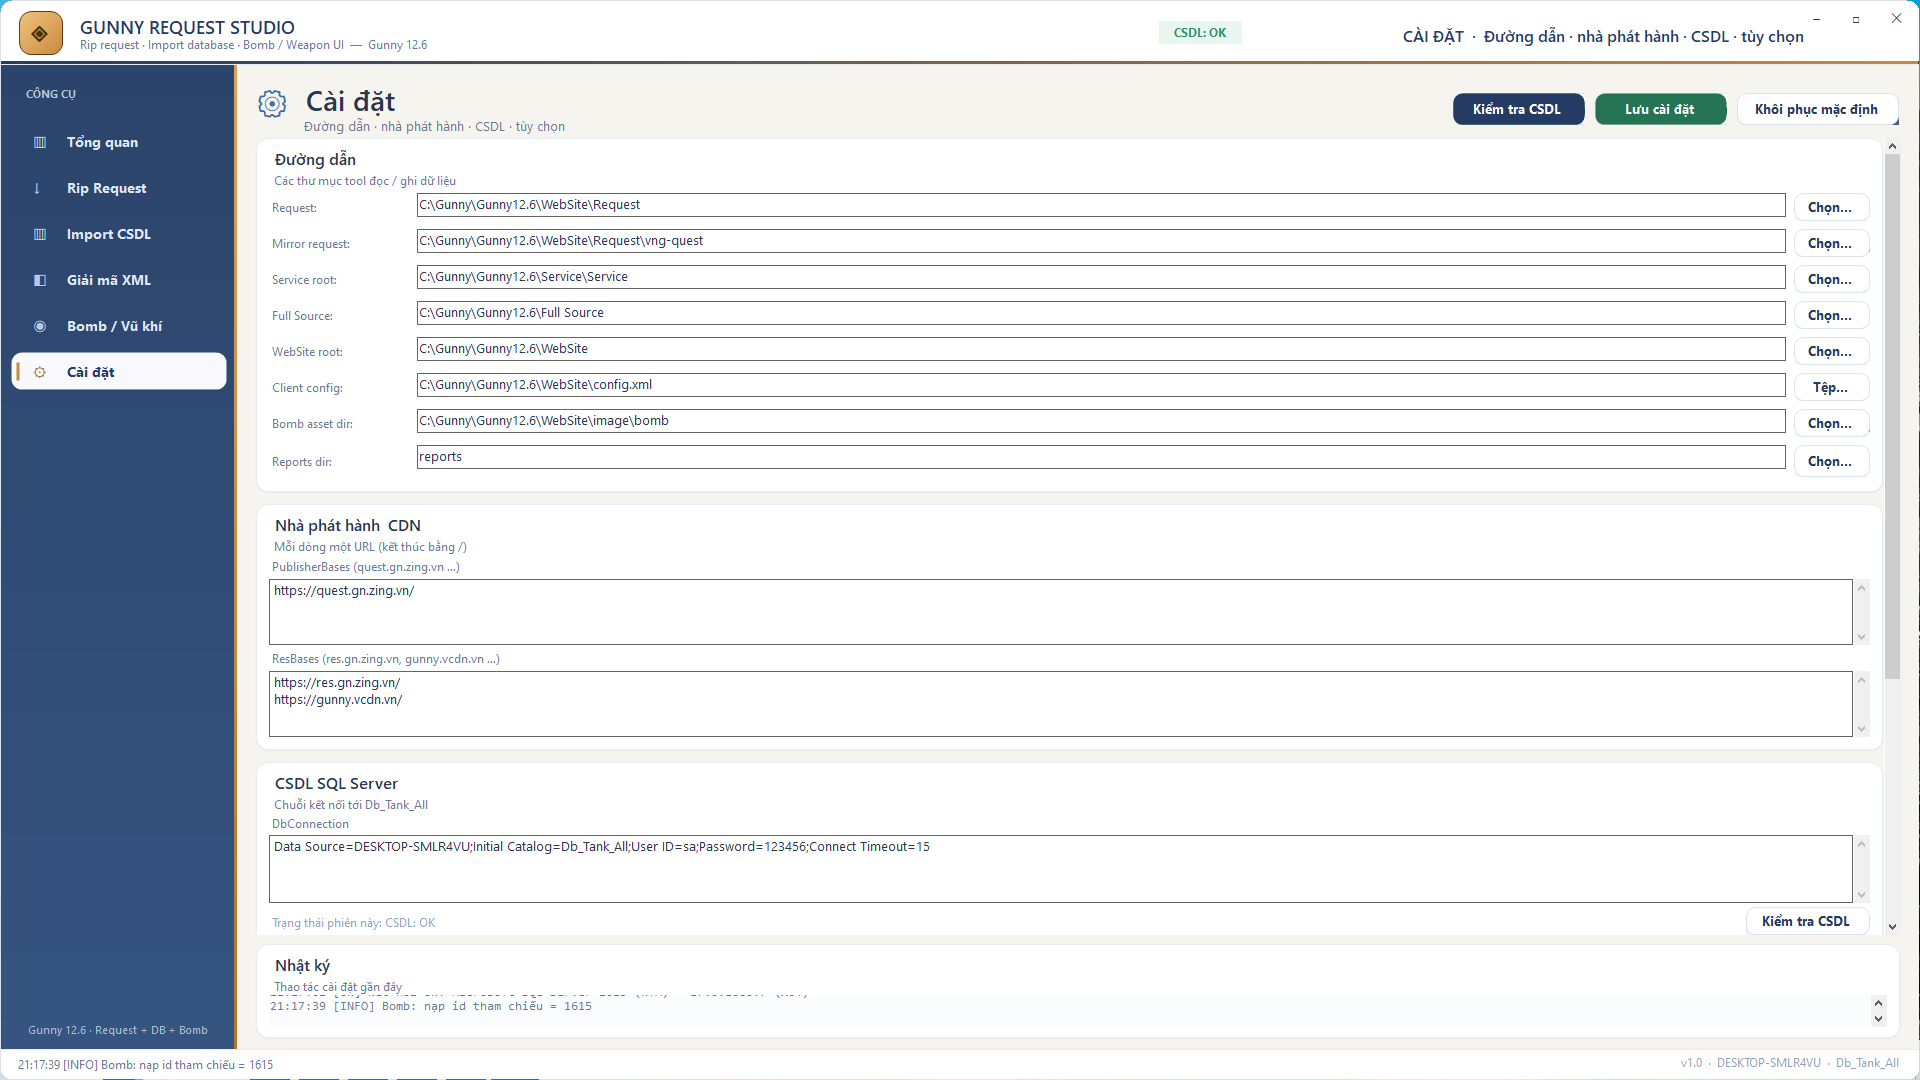 GUNNY REQUEST STUDIO
Rip request · Import database · Bomb / Weapon UI — Gunny 12.6
CSDL: OK
CÀI ĐẶT · Đường dẫn · nhà phát hành · CSDL · tùy chọn
CÔNG CỤ
Tổng quan
Rip Request
Import CSDL
Giải mã XML
Bomb / Vũ khí
Cài đặt
Gunny 12.6 · Request + DB + Bomb
Cài đặt
Đường dẫn · nhà phát hành · CSDL · tùy chọn
Kiểm tra CSDL
Lưu cài đặt
Khôi phục mặc định
Đường dẫn
Các thư mục tool đọc / ghi dữ liệu
Request: C:\Gunny\Gunny12.6\WebSite\Request Chọn...
Mirror request: C:\Gunny\Gunny12.6\WebSite\Request\vng-quest Chọn...
Service root: C:\Gunny\Gunny12.6\Service\Service Chọn...
Full Source: C:\Gunny\Gunny12.6\Full Source Chọn...
WebSite root: C:\Gunny\Gunny12.6\WebSite Chọn...
Client config: C:\Gunny\Gunny12.6\WebSite\config.xml Tệp...
Bomb asset dir: C:\Gunny\Gunny12.6\WebSite\image\bomb Chọn...
Reports dir: reports Chọn...
Nhà phát hành CDN
Mỗi dòng một URL (kết thúc bằng /)
PublisherBases (quest.gn.zing.vn ...)
https://quest.gn.zing.vn/
ResBases (res.gn.zing.vn, gunny.vcdn.vn ...)
https://res.gn.zing.vn/
https://gunny.vcdn.vn/
CSDL SQL Server
Chuỗi kết nối tới Db_Tank_All
DbConnection
Data Source=DESKTOP-SMLR4VU;Initial Catalog=Db_Tank_All;User ID=sa;Password=123456;Connect Timeout=15
Trạng thái phiên này: CSDL: OK
Kiểm tra CSDL
Nhật ký
Thao tác cài đặt gần đây
21:17:39 [INFO] Bomb: nạp id tham chiếu = 1615
21:17:39 [INFO] Bomb: nạp id tham chiếu = 1615
v1.0 · DESKTOP-SMLR4VU · Db_Tank_All